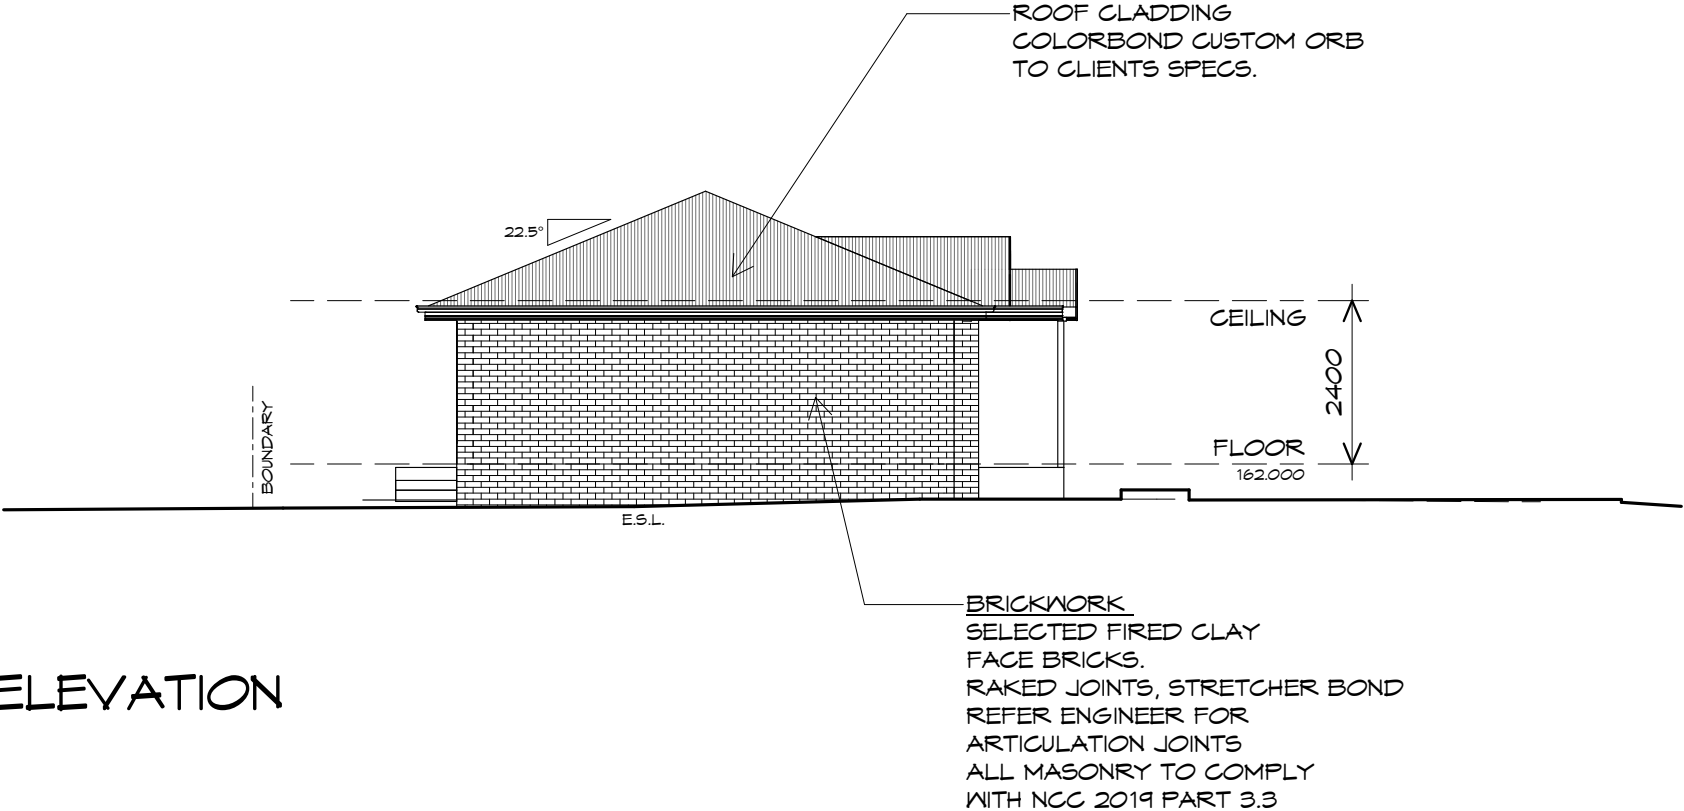 ROOF CLADDING
COLORBOND CUSTOM ORB
TO CLIENTS SPECS.
22.5°
CEILING
2400
BOUNDARY
FLOOR
162.000
E.S.L.
BRICKWORK
SELECTED FIRED CLAY
FACE BRICKS.
RAKED JOINTS, STRETCHER BOND
REFER ENGINEER FOR
ARTICULATION JOINTS
ALL MASONRY TO COMPLY
WITH NCC 2019 PART 3.3
ELEVATION